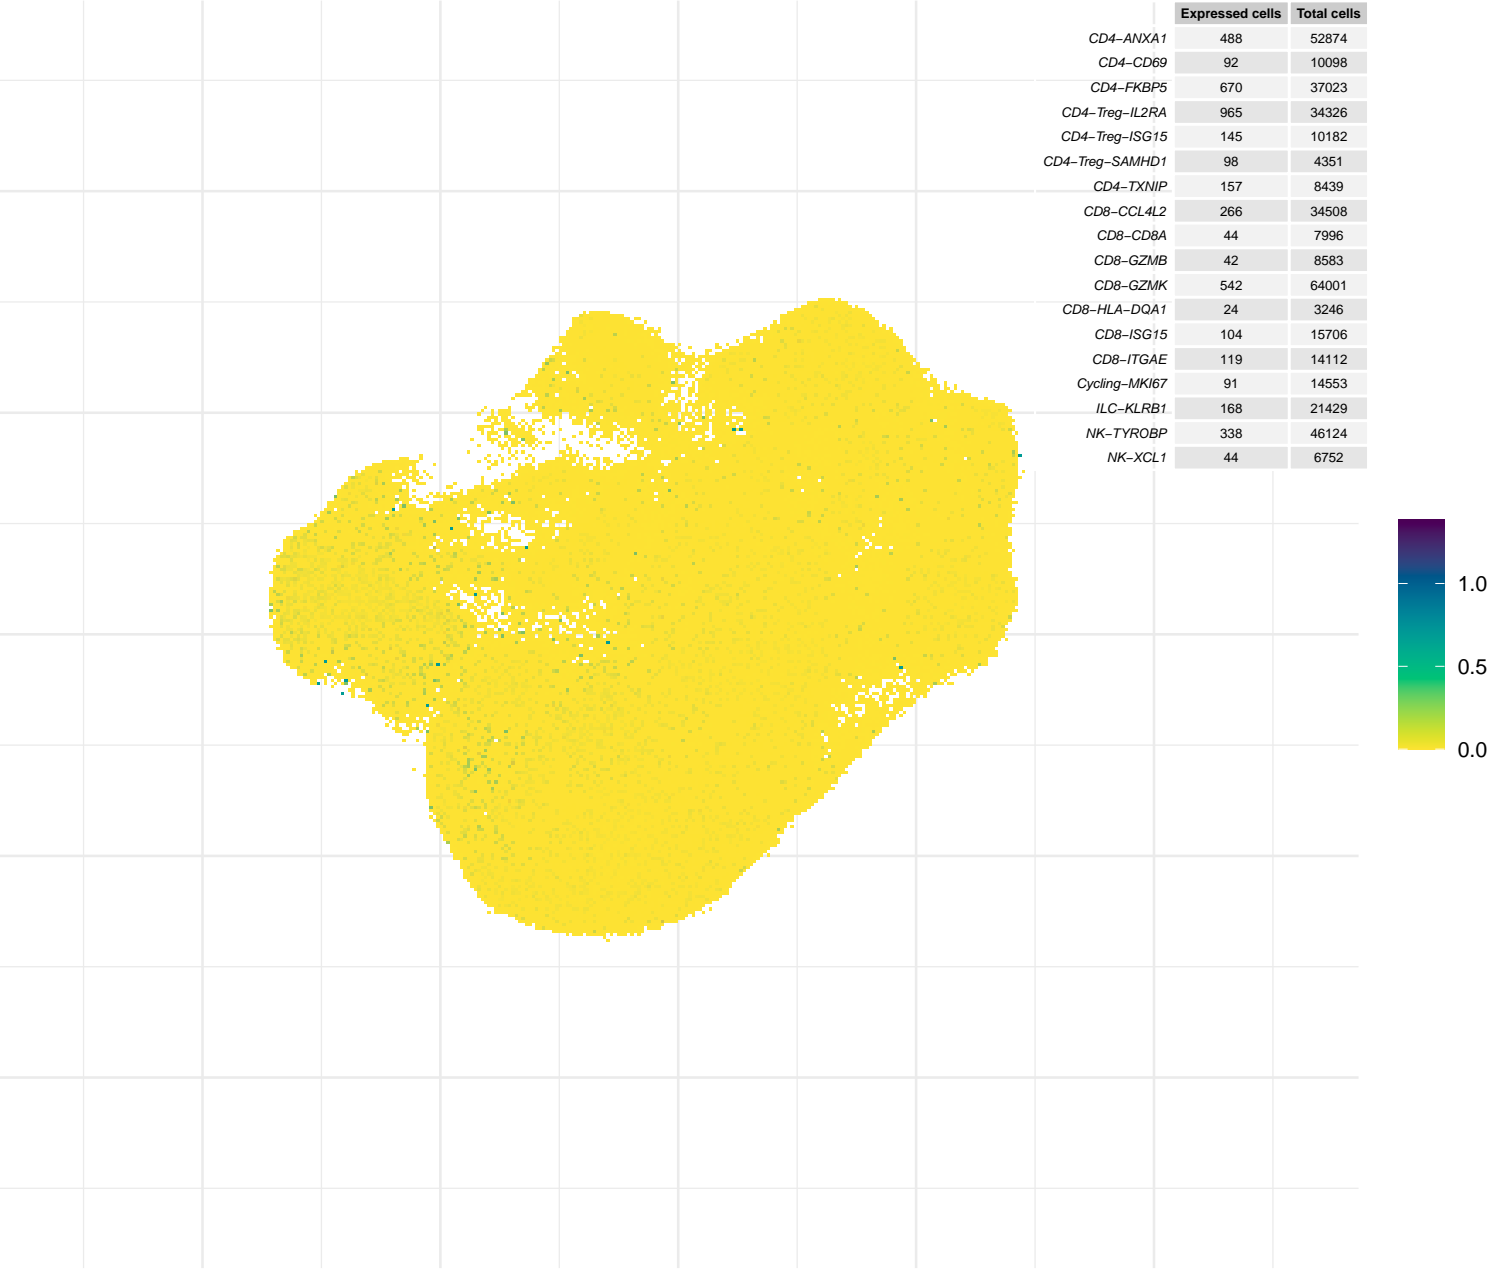 Expressed cells Total cells
CD4−ANXA1 488 52874
CD4−CD69 92 10098
CD4−FKBP5 670 37023
CD4−Treg−IL2RA 965 34326
CD4−Treg−ISG15 145 10182
CD4−Treg−SAMHD1 98 4351
CD4−TXNIP 157 8439
CD8−CCL4L2 266 34508
CD8−CD8A 44 7996
CD8−GZMB 42 8583
CD8−GZMK 542 64001
CD8−HLA−DQA1 24 3246
CD8−ISG15 104 15706
CD8−ITGAE 119 14112
Cycling−MKI67 91 14553
ILC−KLRB1 168 21429
NK−TYROBP 338 46124
NK−XCL1 44 6752
1.0
0.5
0.0